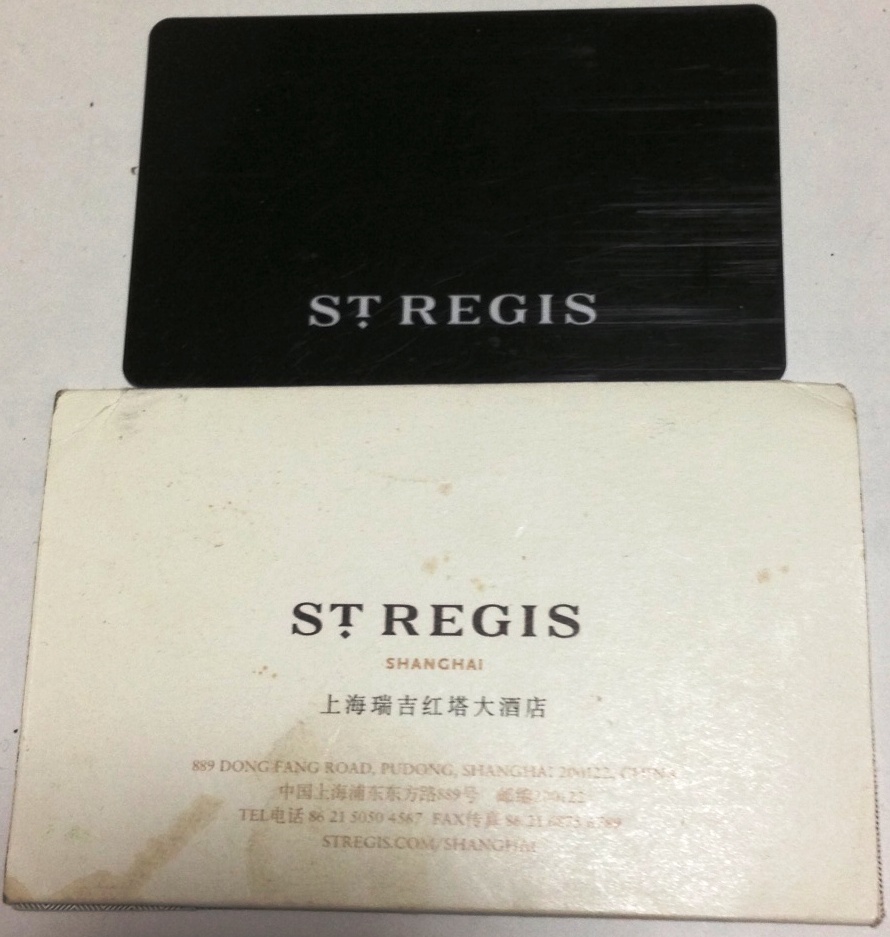 ST REGIS
ST REGIS
SHANGHAI
上海瑞吉红塔大酒店
889 DONG FANG ROAD, PUDONG, SHANGHAI 200122, CHINA
中国上海浦东东方路889号 邮编200122
TEL电话 86 21 5050 4567 FAX传真 86 21 6875
STREGIS.COM/SHANGHAI